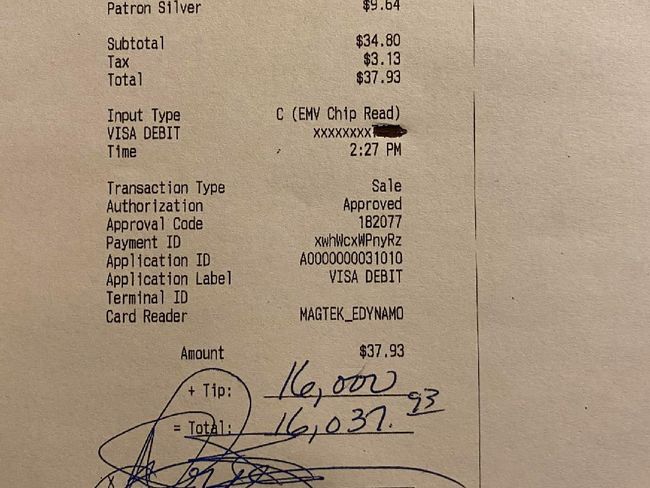 Patron Silver $9.64
Subtotal $34.80
Tax $3.13
Total $37.93
Input Type C (EMV Chip Read)
VISA DEBIT xxxxxxxx
Time 2:27 PM
Transaction Type Sale
Authorization Approved
Approval Code 182077
Payment ID xwhWcxWPnyRz
Application ID A0000000031010
Application Label VISA DEBIT
Terminal ID
Card Reader MAGTEK_EDYNAMO
Amount $37.93
+ Tip: 16,000
= Total: 16,037.93
X